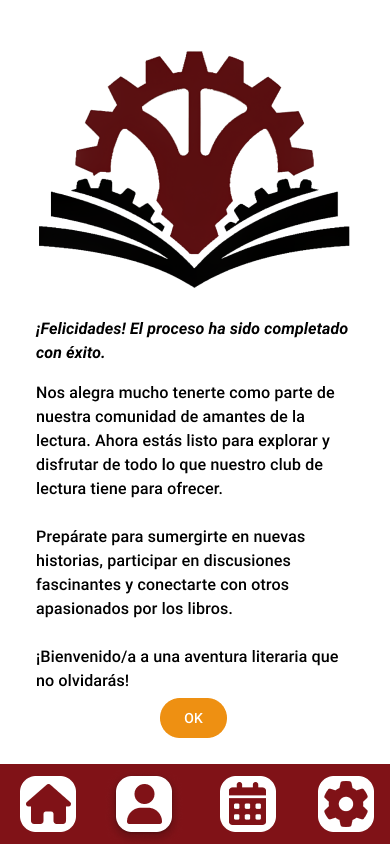 ¡Felicidades! El proceso ha sido completado
con éxito.
Nos alegra mucho tenerte como parte de
nuestra comunidad de amantes de la
lectura. Ahora estás listo para explorar y
disfrutar de todo lo que nuestro club de
lectura tiene para ofrecer.
Prepárate para sumergirte en nuevas
historias, participar en discusiones
fascinantes y conectarte con otros
apasionados por los libros.
¡Bienvenido/a a una aventura literaria que
no olvidarás!
OK